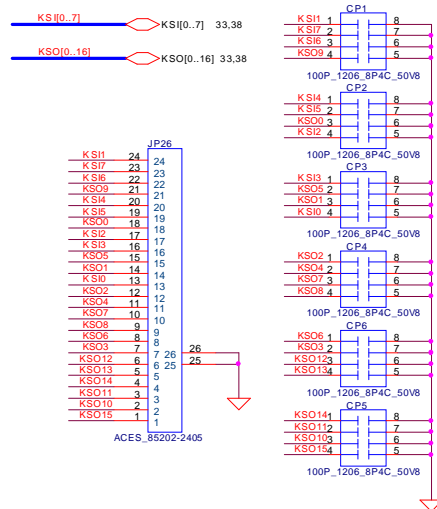 KSI[0..7] KSI[0..7] 33,38
KSO[0..16] KSO[0..16] 33,38
CP1
KSI1 1 8
KSI7 2 7
KSI6 3 6
KSO9 4 5
100P_1206_8P4C_50V8
CP2
KSI4 1 8
KSI5 2 7
KSO0 3 6
KSI2 4 5
100P_1206_8P4C_50V8
CP3
KSI3 1 8
KSO5 2 7
KSO1 3 6
KSI0 4 5
100P_1206_8P4C_50V8
CP4
KSO2 1 8
KSO4 2 7
KSO7 3 6
KSO8 4 5
100P_1206_8P4C_50V8
CP6
KSO6 1 8
KSO3 2 7
KSO12 3 6
KSO13 4 5
100P_1206_8P4C_50V8
CP5
KSO14 1 8
KSO11 2 7
KSO10 3 6
KSO15 4 5
100P_1206_8P4C_50V8
JP26
KSI1 24 24
KSI7 23 23
KSI6 22 22
KSO9 21 21
KSI4 20 20
KSI5 19 19
KSO0 18 18
KSI2 17 17
KSI3 16 16
KSO5 15 15
KSO1 14 14
KSI0 13 13
KSO2 12 12
KSO4 11 11
KSO7 10 10
KSO8 9 9
KSO6 8 8
KSO3 7 7 26 26
KSO12 6 6 25 25
KSO13 5 5
KSO14 4 4
KSO11 3 3
KSO10 2 2
KSO15 1 1
ACES_85202-2405